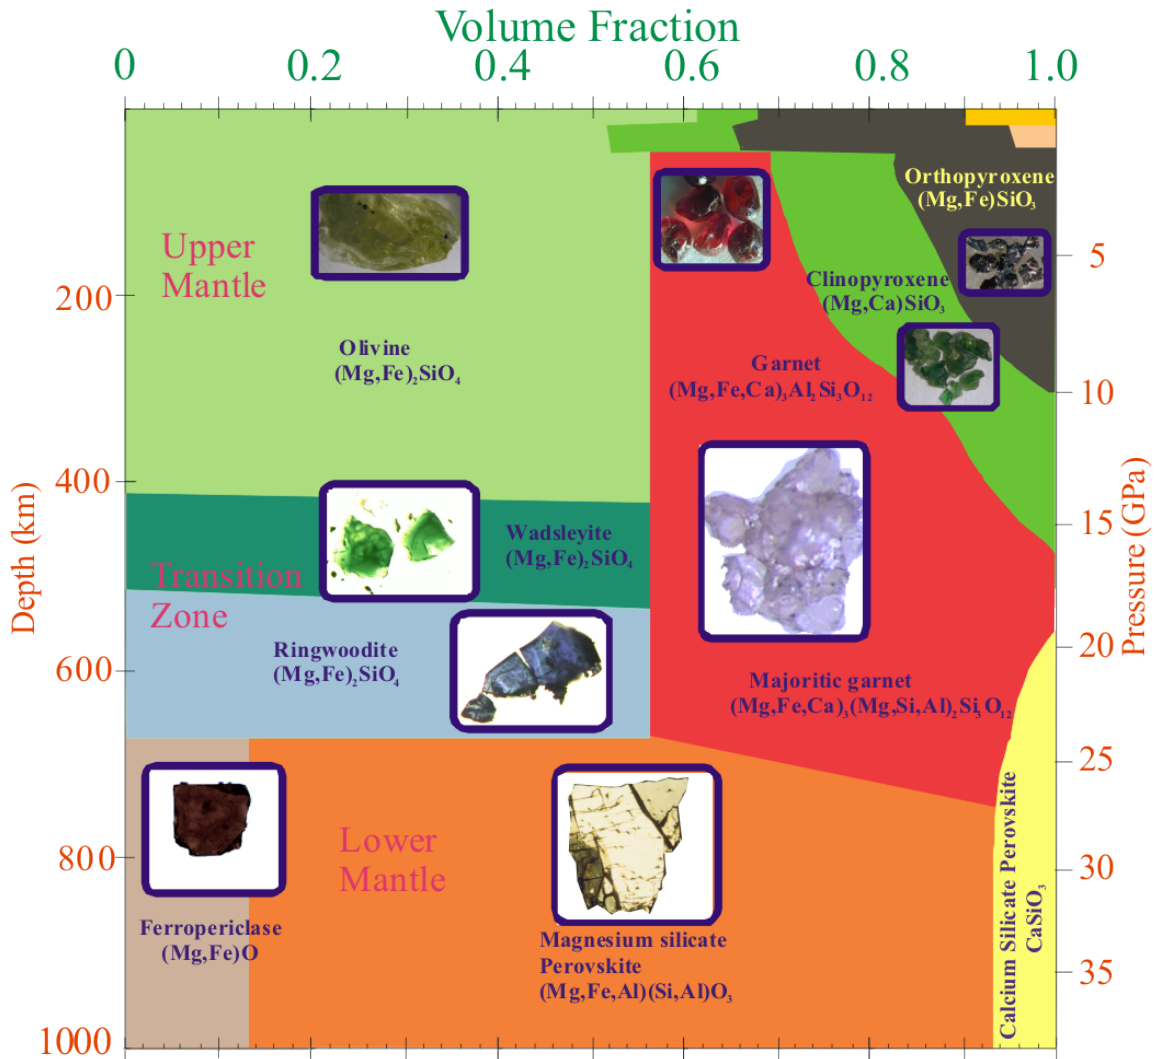 Volume Fraction
0 0.2 0.4 0.6 0.8 1.0
Orthopyroxene
(Mg,Fe)SiO₃
Upper
Mantle
5
Clinopyroxene
(Mg,Ca)SiO₃
200
Olivine
(Mg,Fe)₂SiO₄
Garnet
(Mg,Fe,Ca)₃Al₂Si₃O₁₂
10
400
Depth (km)
Pressure (GPa)
15
Wadsleyite
(Mg,Fe)₂SiO₄
Transition
Zone
Ringwoodite
(Mg,Fe)₂SiO₄
20
600
Majoritic garnet
(Mg,Fe,Ca)₃(Mg,Si,Al)₂Si₃O₁₂
25
Lower
Mantle
800
30
Calcium Silicate Perovskite
CaSiO₃
Ferropericlase
(Mg,Fe)O
Magnesium silicate
Perovskite
(Mg,Fe,Al)(Si,Al)O₃
35
1000